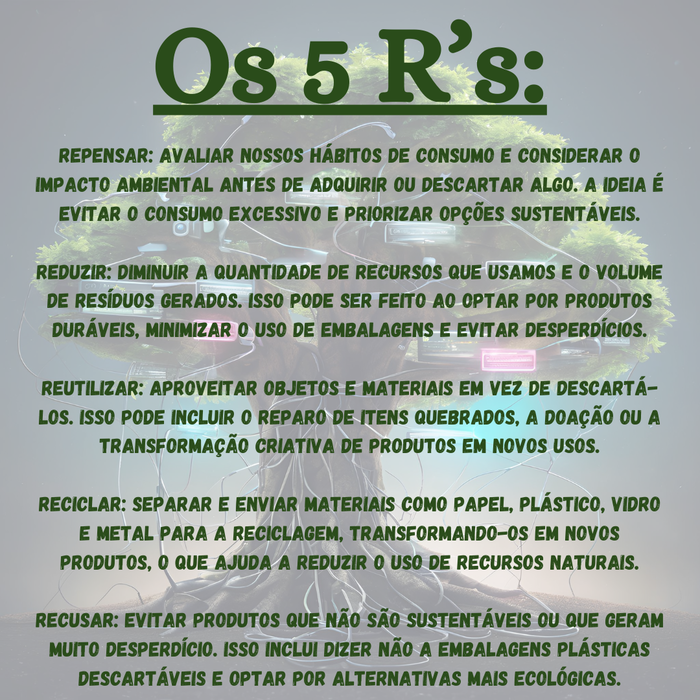 Os 5 R's:
REPENSAR: AVALIAR NOSSOS HÁBITOS DE CONSUMO E CONSIDERAR O
IMPACTO AMBIENTAL ANTES DE ADQUIRIR OU DESCARTAR ALGO. A IDEIA É
EVITAR O CONSUMO EXCESSIVO E PRIORIZAR OPÇÕES SUSTENTÁVEIS.
REDUZIR: DIMINUIR A QUANTIDADE DE RECURSOS QUE USAMOS E O VOLUME
DE RESÍDUOS GERADOS. ISSO PODE SER FEITO AO OPTAR POR PRODUTOS
DURÁVEIS, MINIMIZAR O USO DE EMBALAGENS E EVITAR DESPERDÍCIOS.
REUTILIZAR: APROVEITAR OBJETOS E MATERIAIS EM VEZ DE DESCARTÁ-
LOS. ISSO PODE INCLUIR O REPARO DE ITENS QUEBRADOS, A DOAÇÃO OU A
TRANSFORMAÇÃO CRIATIVA DE PRODUTOS EM NOVOS USOS.
RECICLAR: SEPARAR E ENVIAR MATERIAIS COMO PAPEL, PLÁSTICO, VIDRO
E METAL PARA A RECICLAGEM, TRANSFORMANDO-OS EM NOVOS
PRODUTOS, O QUE AJUDA A REDUZIR O USO DE RECURSOS NATURAIS.
RECUSAR: EVITAR PRODUTOS QUE NÃO SÃO SUSTENTÁVEIS OU QUE GERAM
MUITO DESPERDÍCIO. ISSO INCLUI DIZER NÃO A EMBALAGENS PLÁSTICAS
DESCARTÁVEIS E OPTAR POR ALTERNATIVAS MAIS ECOLÓGICAS.